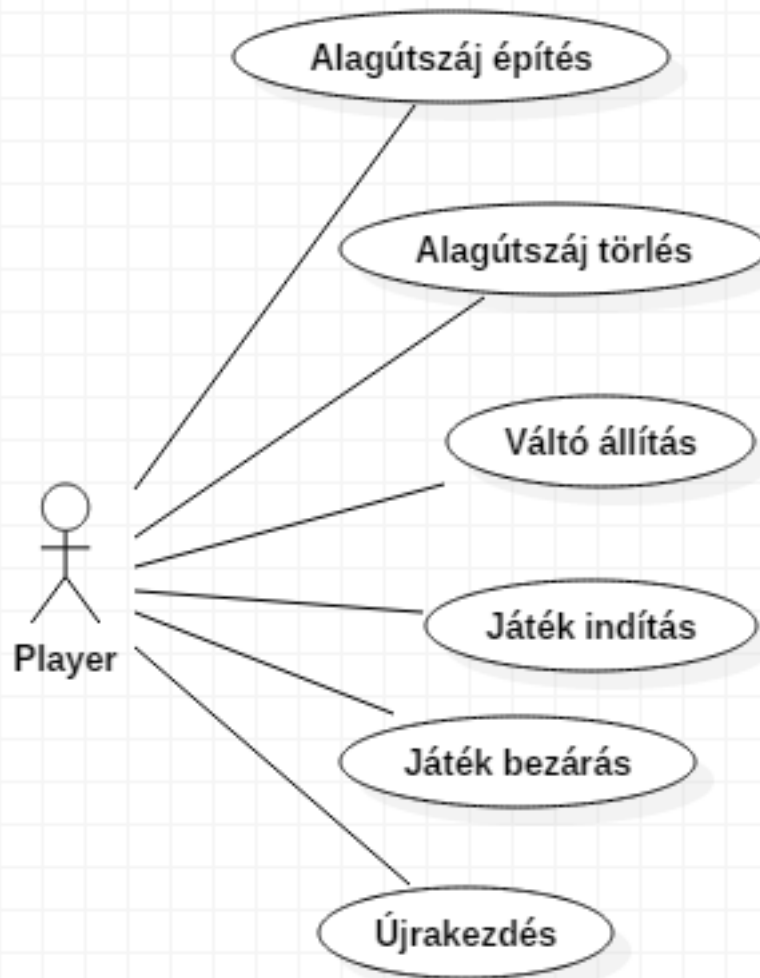 Alagútszáj építés
Alagútszáj törlés
Váltó állítás
Játék indítás
Player
Játék bezárás
Újrakezdés